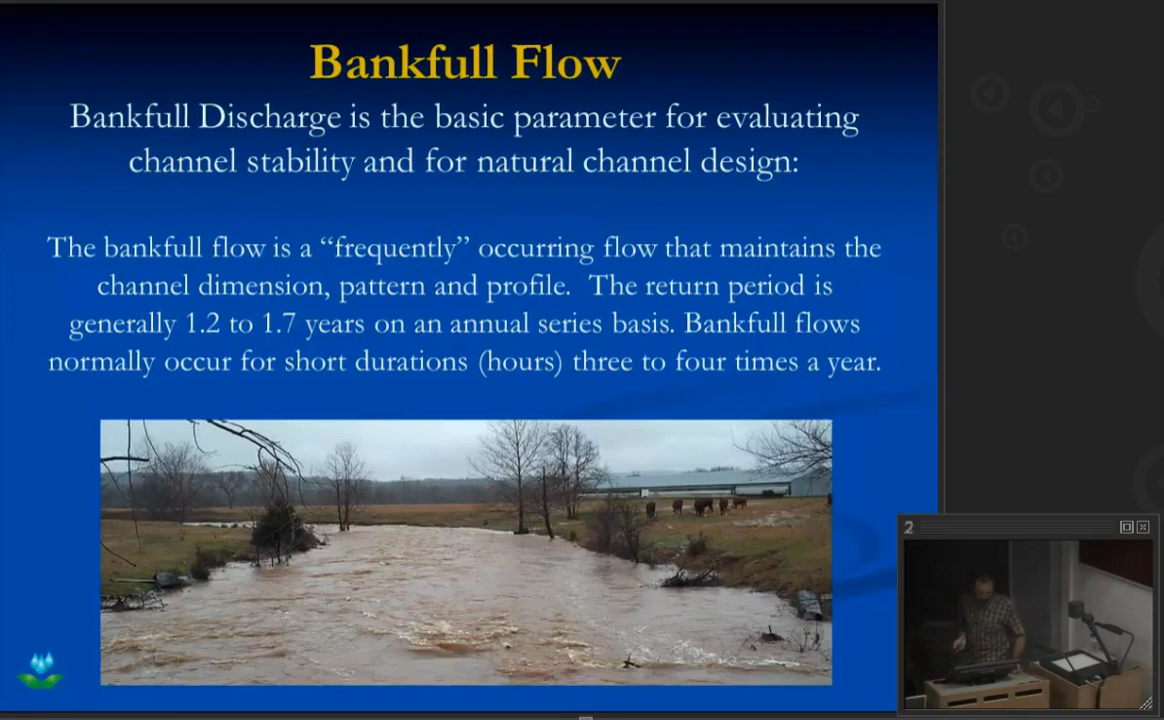 Bankfull Flow
Bankfull Discharge is the basic parameter for evaluating
channel stability and for natural channel design:
The bankfull flow is a “frequently” occurring flow that maintains the
channel dimension, pattern and profile.  The return period is
generally 1.2 to 1.7 years on an annual series basis. Bankfull flows
normally occur for short durations (hours) three to four times a year.
2